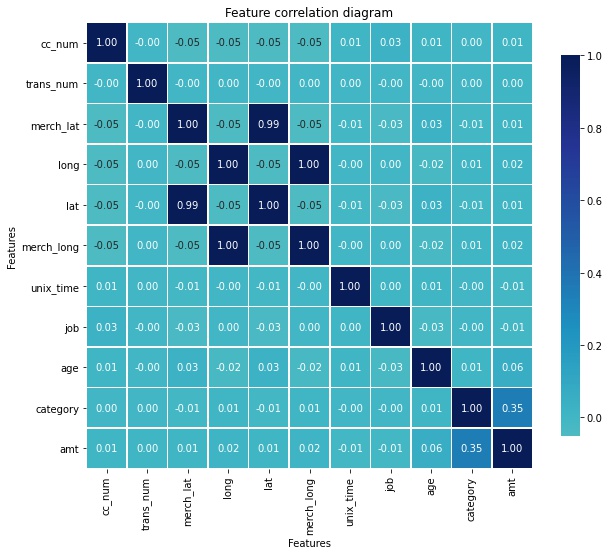 Feature correlation diagram
Features
cc_num 1.00 -0.00 -0.05 -0.05 -0.05 -0.05 0.01 0.03 0.01 0.00 0.01
trans_num -0.00 1.00 -0.00 0.00 -0.00 0.00 0.00 -0.00 -0.00 0.00 0.00
merch_lat -0.05 -0.00 1.00 -0.05 0.99 -0.05 -0.01 -0.03 0.03 -0.01 0.01
long -0.05 0.00 -0.05 1.00 -0.05 1.00 -0.00 0.00 -0.02 0.01 0.02
lat -0.05 -0.00 0.99 -0.05 1.00 -0.05 -0.01 -0.03 0.03 -0.01 0.01
merch_long -0.05 0.00 -0.05 1.00 -0.05 1.00 -0.00 0.00 -0.02 0.01 0.02
unix_time 0.01 0.00 -0.01 -0.00 -0.01 -0.00 1.00 0.00 0.01 -0.00 -0.01
job 0.03 -0.00 -0.03 0.00 -0.03 0.00 0.00 1.00 -0.03 -0.00 -0.01
age 0.01 -0.00 0.03 -0.02 0.03 -0.02 0.01 -0.03 1.00 0.01 0.06
category 0.00 0.00 -0.01 0.01 -0.01 0.01 -0.00 -0.00 0.01 1.00 0.35
amt 0.01 0.00 0.01 0.02 0.01 0.02 -0.01 -0.01 0.06 0.35 1.00
cc_num trans_num merch_lat long lat merch_long unix_time job age category amt
Features
1.0
0.8
0.6
0.4
0.2
0.0